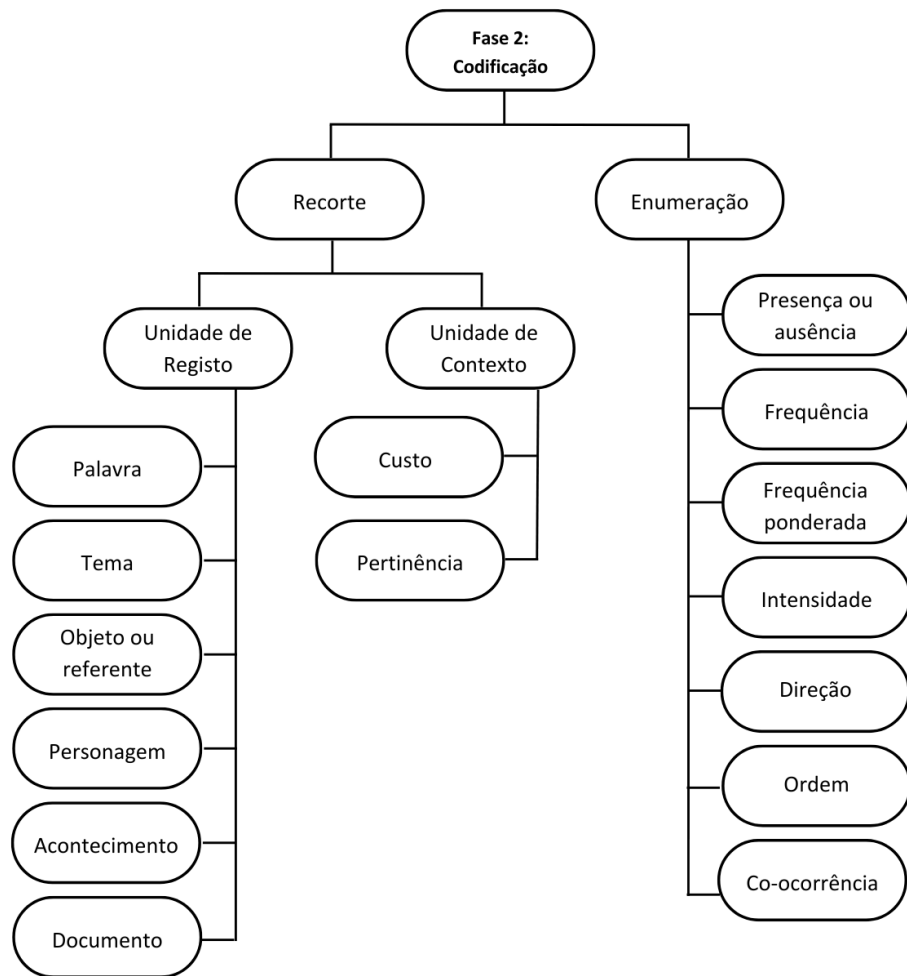 Fase 2:
Codificação
Recorte
Enumeração
Unidade de
Registo
Unidade de
Contexto
Palavra
Tema
Objeto ou
referente
Personagem
Acontecimento
Documento
Custo
Pertinência
Presença ou
ausência
Frequência
Frequência
ponderada
Intensidade
Direção
Ordem
Co-ocorrência